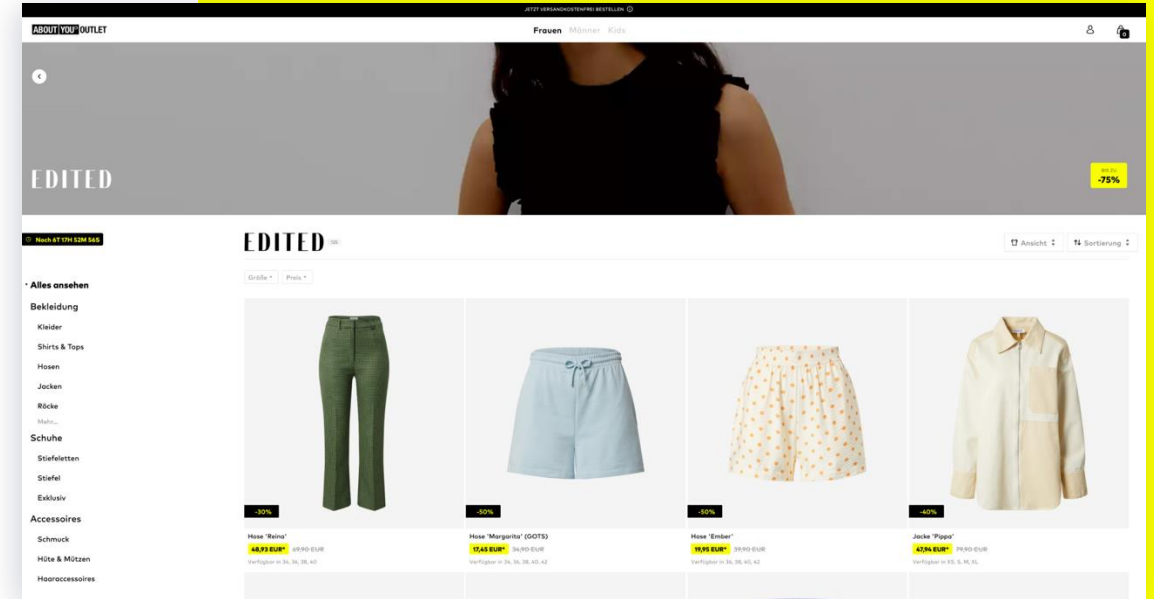 JETZT VERSANDKOSTENFREI BESTELLEN
ABOUT YOU OUTLET
Frauen Männer Kids
0
EDITED
BIS ZU
-75%
Noch 6T 17H 52M 56S
EDITED
Ansicht
Sortierung
Größe
Preis
Alles ansehen
Bekleidung
Kleider
Shirts & Tops
Hosen
Jacken
Röcke
Mehr...
Schuhe
Stiefeletten
Stiefel
Exklusiv
Accessoires
Schmuck
Hüte & Mützen
Haaraccessoires
-30%
Hose 'Reina'
48,93 EUR* 69,90 EUR
Verfügbar in 34, 36, 38, 40
-50%
Hose 'Margarita' (GOTS)
17,45 EUR* 34,90 EUR
Verfügbar in 34, 36, 38, 40, 42
-50%
Hose 'Ember'
19,95 EUR* 39,90 EUR
Verfügbar in 36, 38, 40, 42
-40%
Jacke 'Pippa'
47,94 EUR* 79,90 EUR
Verfügbar in XS, S, M, XL